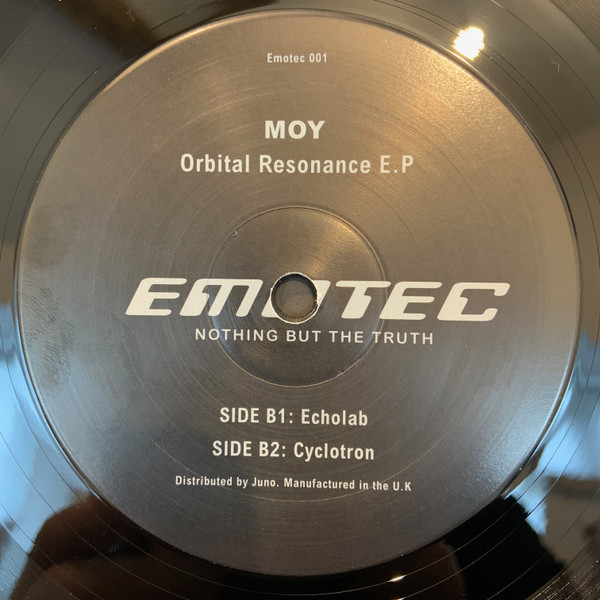 Emotec 001
MOY
Orbital Resonance E.P
EMOTEC
NOTHING BUT THE TRUTH
SIDE B1: Echolab
SIDE B2: Cyclotron
Distributed by Juno. Manufactured in the U.K